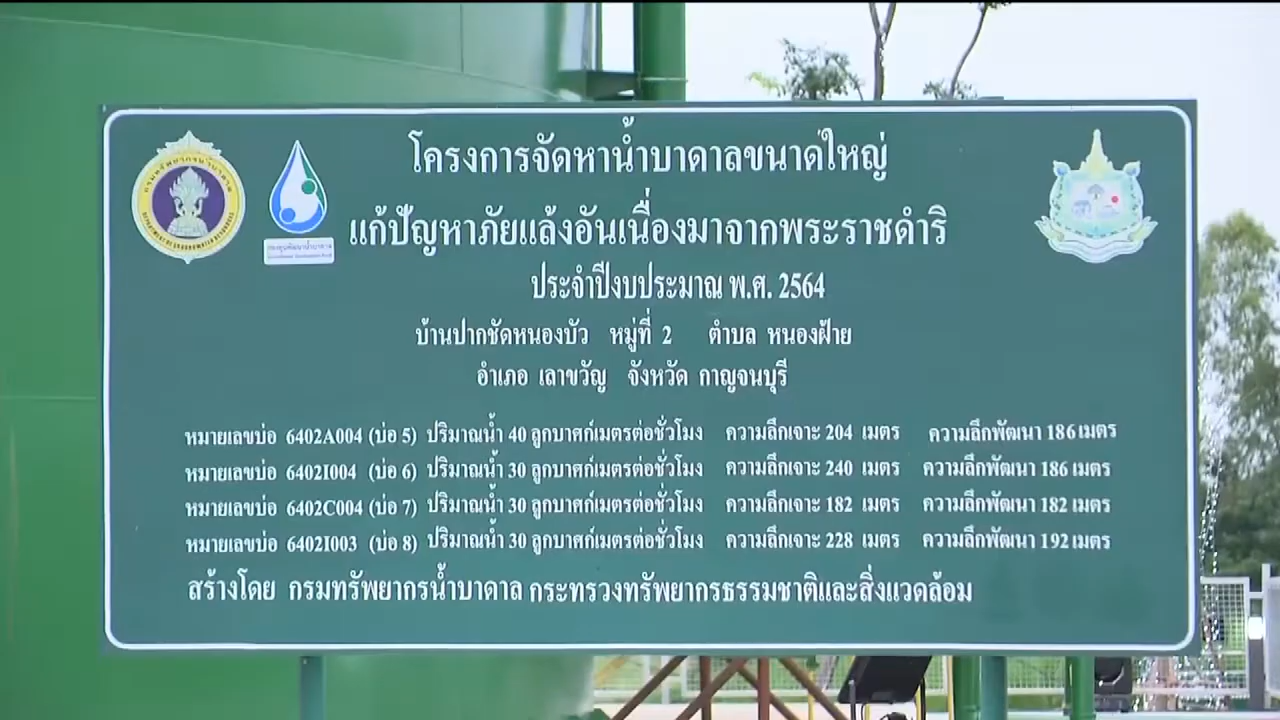 โครงการจัดหาน้ำบาดาลขนาดใหญ่
แก้ปัญหาภัยแล้งอันเนื่องมาจากพระราชดำริ
ประจำปีงบประมาณ พ.ศ. 2564
บ้านปากชัดหนองบัว หมู่ที่ 2 ตำบล หนองฝ้าย
อำเภอ เลาขวัญ จังหวัด กาญจนบุรี
หมายเลขบ่อ 6402A004 (บ่อ 5) ปริมาณน้ำ 40 ลูกบาศก์เมตรต่อชั่วโมง ความลึกเจาะ 204 เมตร ความลึกพัฒนา 186 เมตร
หมายเลขบ่อ 6402I004 (บ่อ 6) ปริมาณน้ำ 30 ลูกบาศก์เมตรต่อชั่วโมง ความลึกเจาะ 240 เมตร ความลึกพัฒนา 186 เมตร
หมายเลขบ่อ 6402C004 (บ่อ 7) ปริมาณน้ำ 30 ลูกบาศก์เมตรต่อชั่วโมง ความลึกเจาะ 182 เมตร ความลึกพัฒนา 182 เมตร
หมายเลขบ่อ 6402I003 (บ่อ 8) ปริมาณน้ำ 30 ลูกบาศก์เมตรต่อชั่วโมง ความลึกเจาะ 228 เมตร ความลึกพัฒนา 192 เมตร
สร้างโดย กรมทรัพยากรน้ำบาดาล กระทรวงทรัพยากรธรรมชาติและสิ่งแวดล้อม